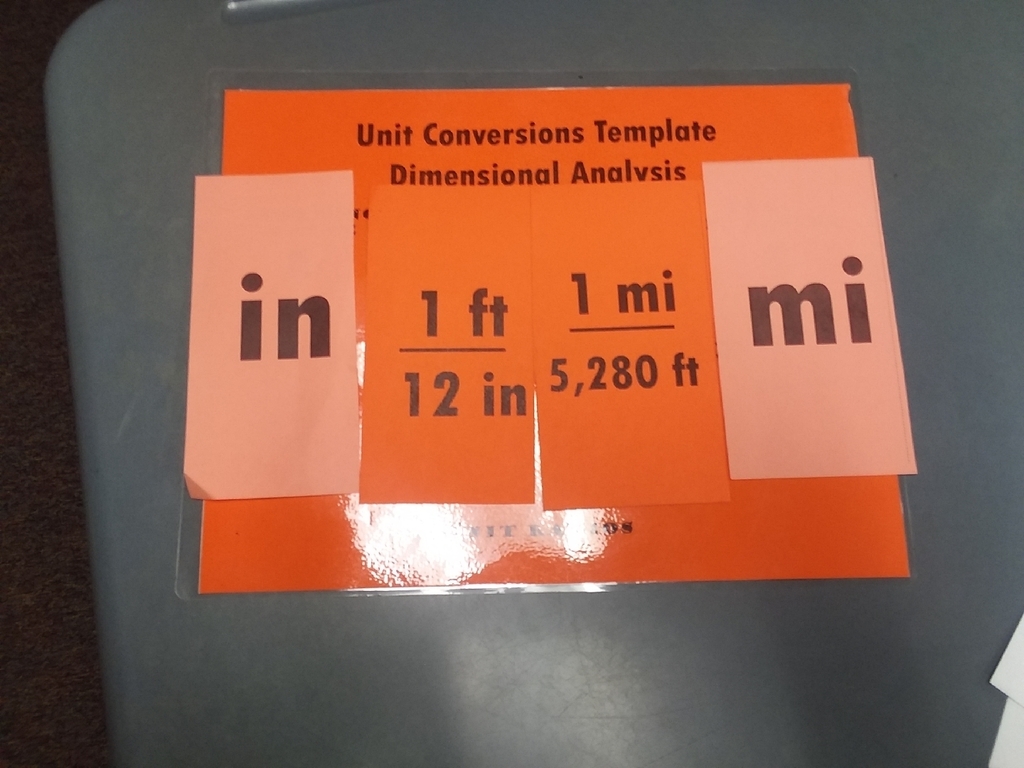 Unit Conversions Template
Dimensional Analysis
in
1 ft
12 in
1 mi
5,280 ft
mi